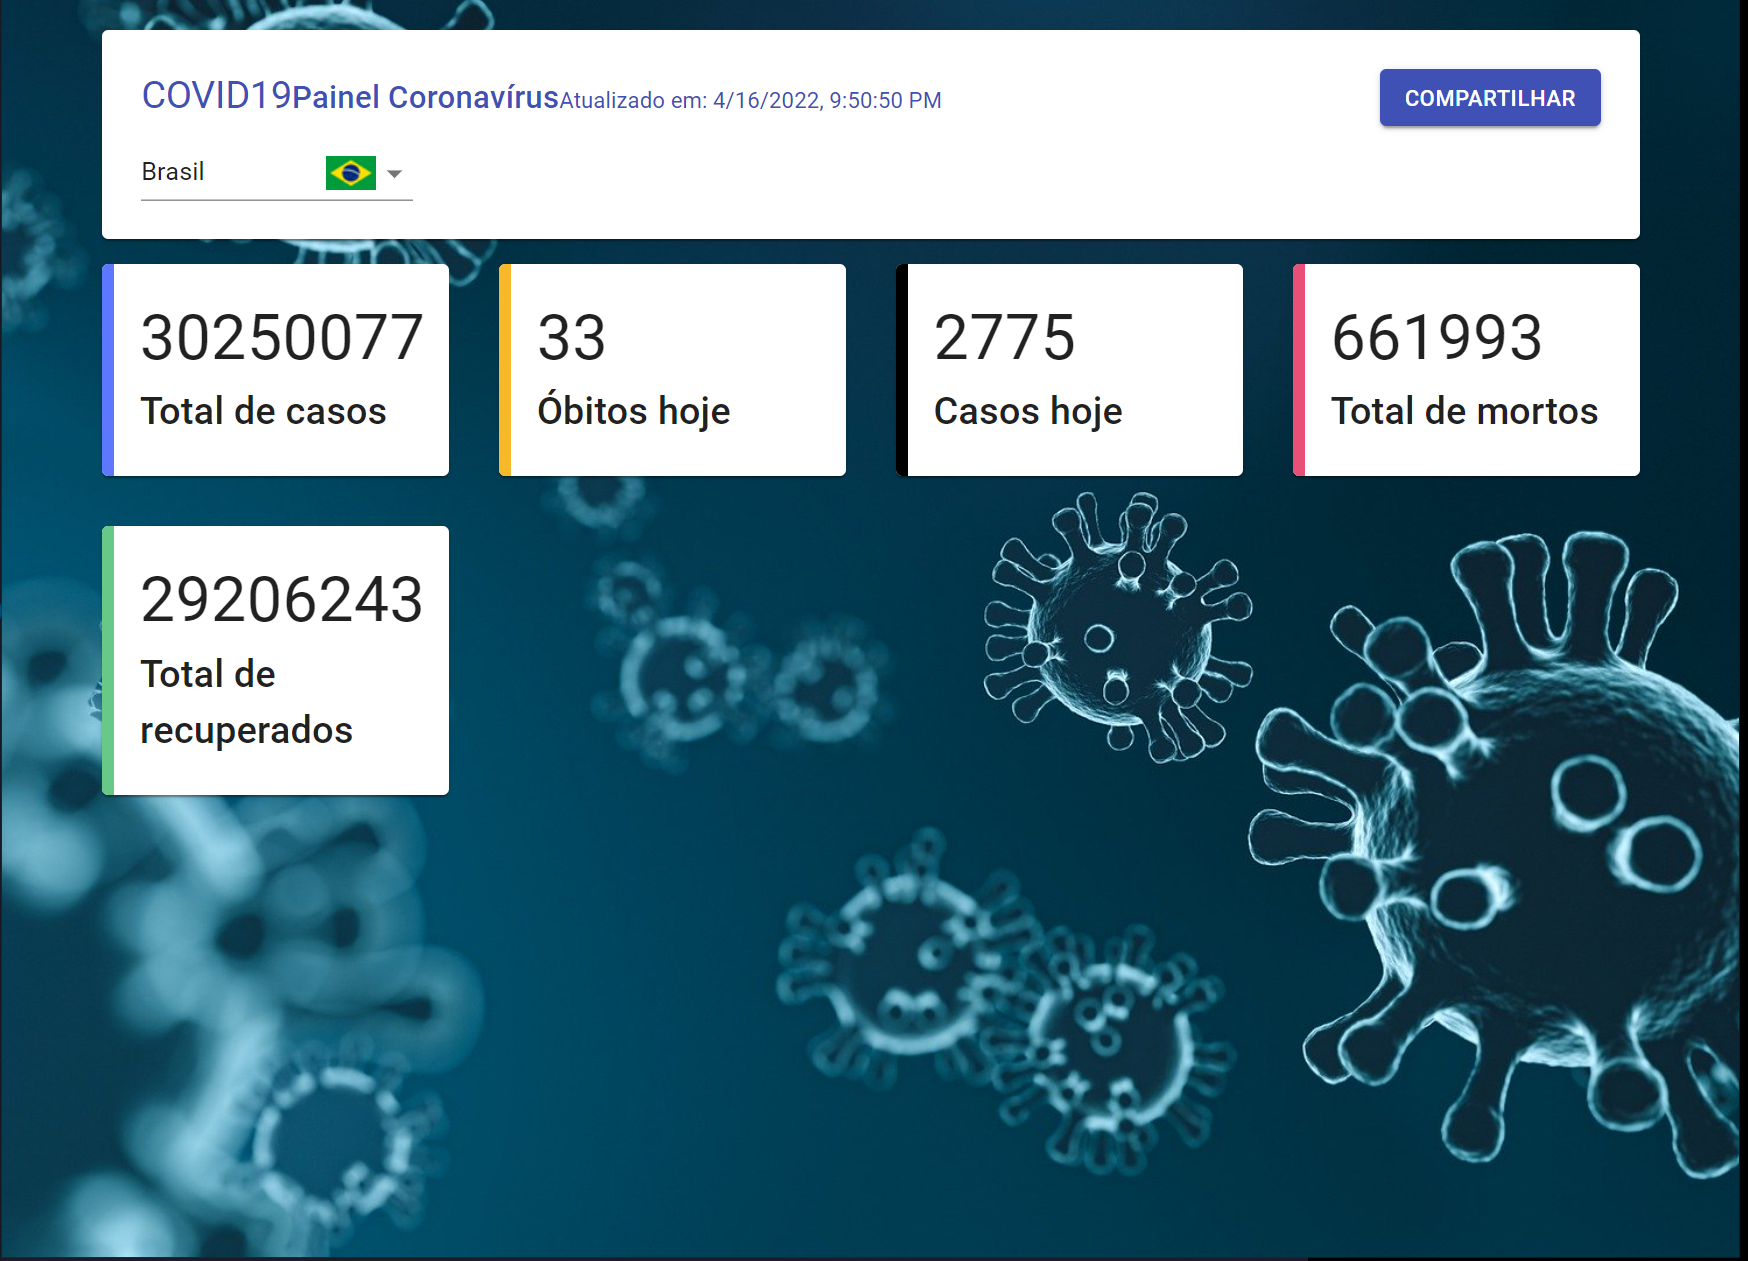 COVID19Painel CoronavírusAtualizado em: 4/16/2022, 9:50:50 PM
COMPARTILHAR
Brasil
30250077
Total de casos
33
Óbitos hoje
2775
Casos hoje
661993
Total de mortos
29206243
Total de
recuperados